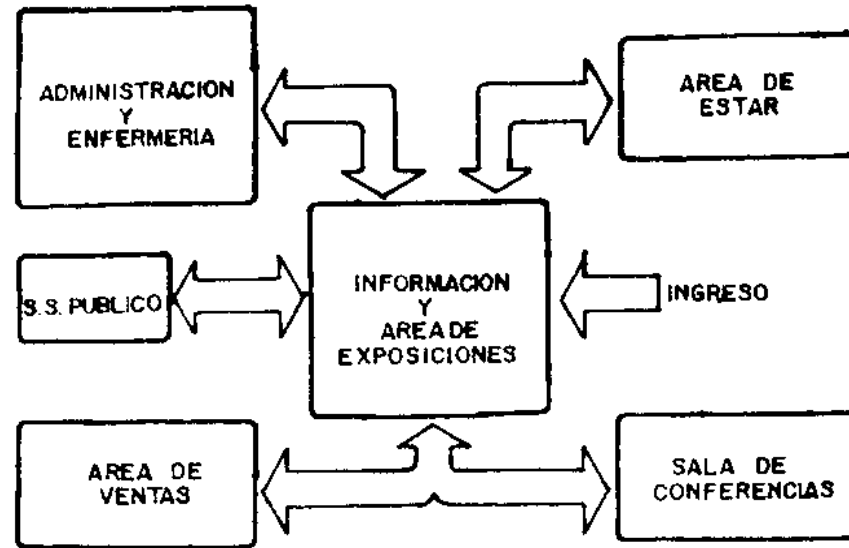 ADMINISTRACION
Y
ENFERMERIA
AREA DE
ESTAR
S.S. PUBLICO
INFORMACION
Y
AREA DE
EXPOSICIONES
INGRESO
AREA DE
VENTAS
SALA DE
CONFERENCIAS